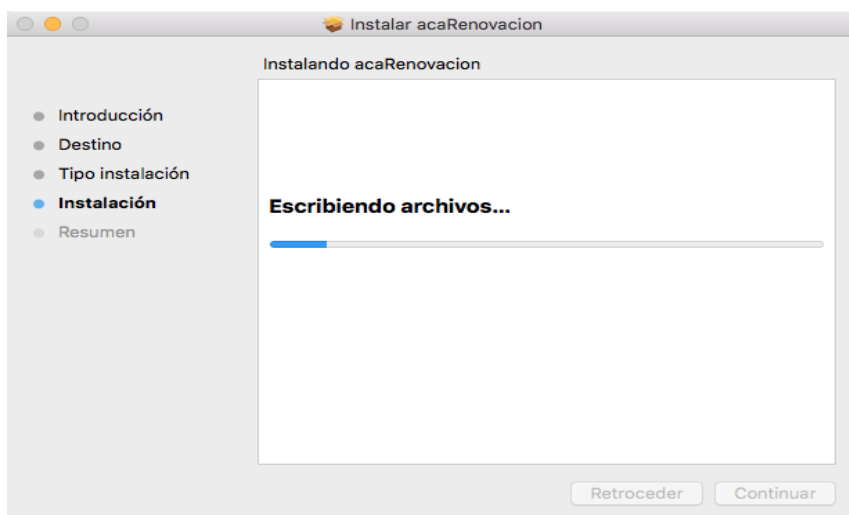 Instalar acaRenovacion
Instalando acaRenovacion
Introducción
Destino
Tipo instalación
Instalación
Resumen
Escribiendo archivos...
Retroceder
Continuar